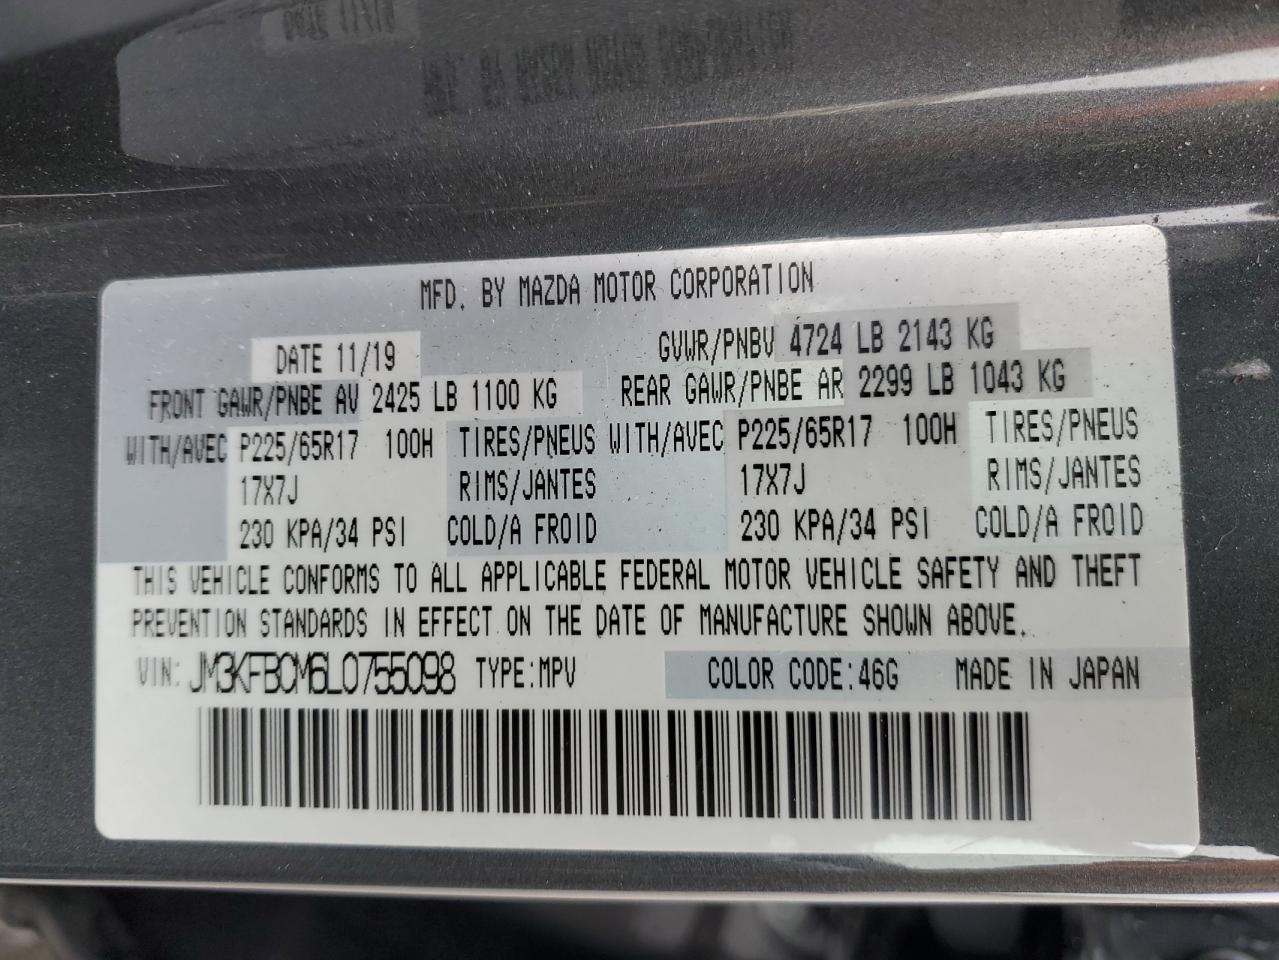 MFD. BY MAZDA MOTOR CORPORATION
DATE 11/19 GVWR/PNBV 4724 LB 2143 KG
FRONT GAWR/PNBE AV 2425 LB 1100 KG REAR GAWR/PNBE AR 2299 LB 1043 KG
WITH/AVEC P225/65R17 100H TIRES/PNEUS WITH/AVEC P225/65R17 100H TIRES/PNEUS
17X7J RIMS/JANTES 17X7J RIMS/JANTES
230 KPA/34 PSI COLD/A FROID 230 KPA/34 PSI COLD/A FROID
THIS VEHICLE CONFORMS TO ALL APPLICABLE FEDERAL MOTOR VEHICLE SAFETY AND THEFT
PREVENTION STANDARDS IN EFFECT ON THE DATE OF MANUFACTURE SHOWN ABOVE.
VIN: JM3KFBCM6L0755098 TYPE:MPV COLOR CODE:46G MADE IN JAPAN